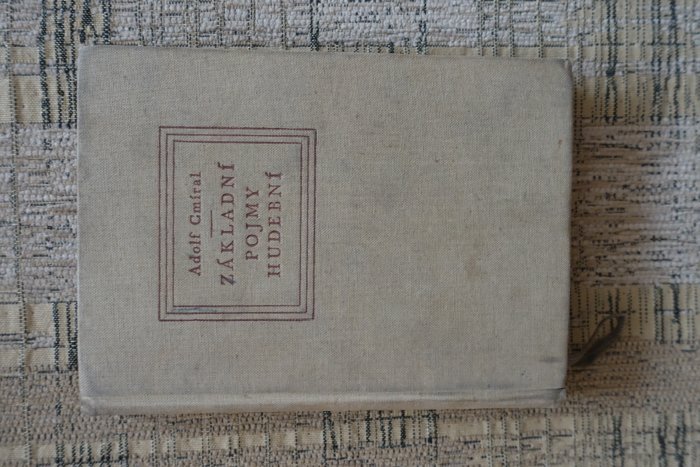 Adolf Cmíral
ZÁKLADNÍ
POJMY
HUDEBNÍ